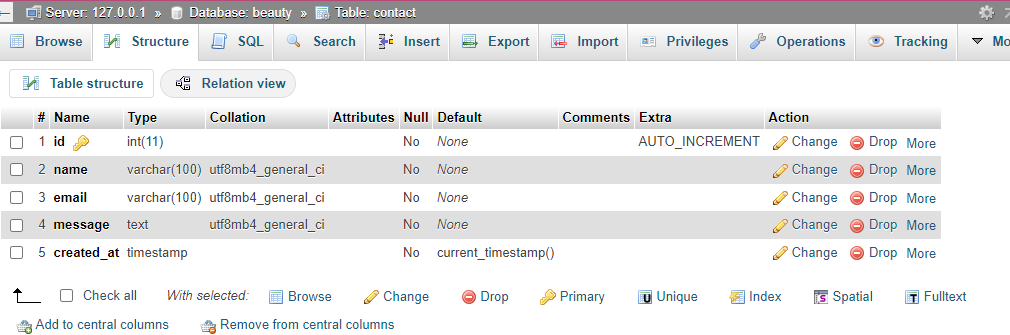 Server: 127.0.0.1 » Database: beauty » Table: contact
Browse Structure SQL Search Insert Export Import Privileges Operations Tracking Mo
Table structure Relation view
# Name Type Collation Attributes Null Default Comments Extra Action
1 id int(11) No None AUTO_INCREMENT Change Drop More
2 name varchar(100) utf8mb4_general_ci No None Change Drop More
3 email varchar(100) utf8mb4_general_ci No None Change Drop More
4 message text utf8mb4_general_ci No None Change Drop More
5 created_at timestamp No current_timestamp() Change Drop More
Check all With selected: Browse Change Drop Primary Unique Index Spatial Fulltext
Add to central columns Remove from central columns